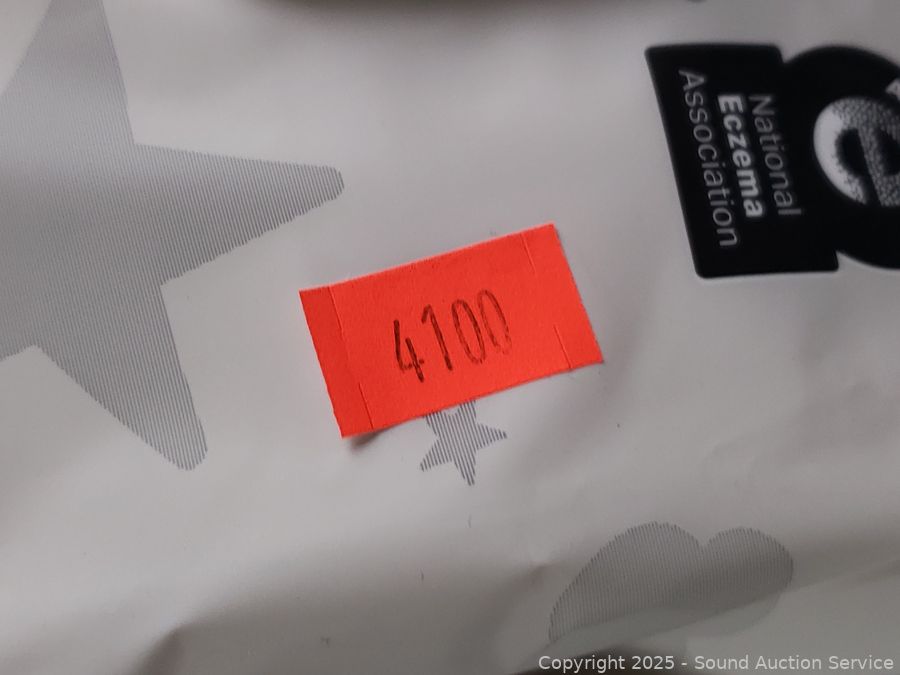 National
Eczema
Association
e
4100
Copyright 2025 - Sound Auction Service